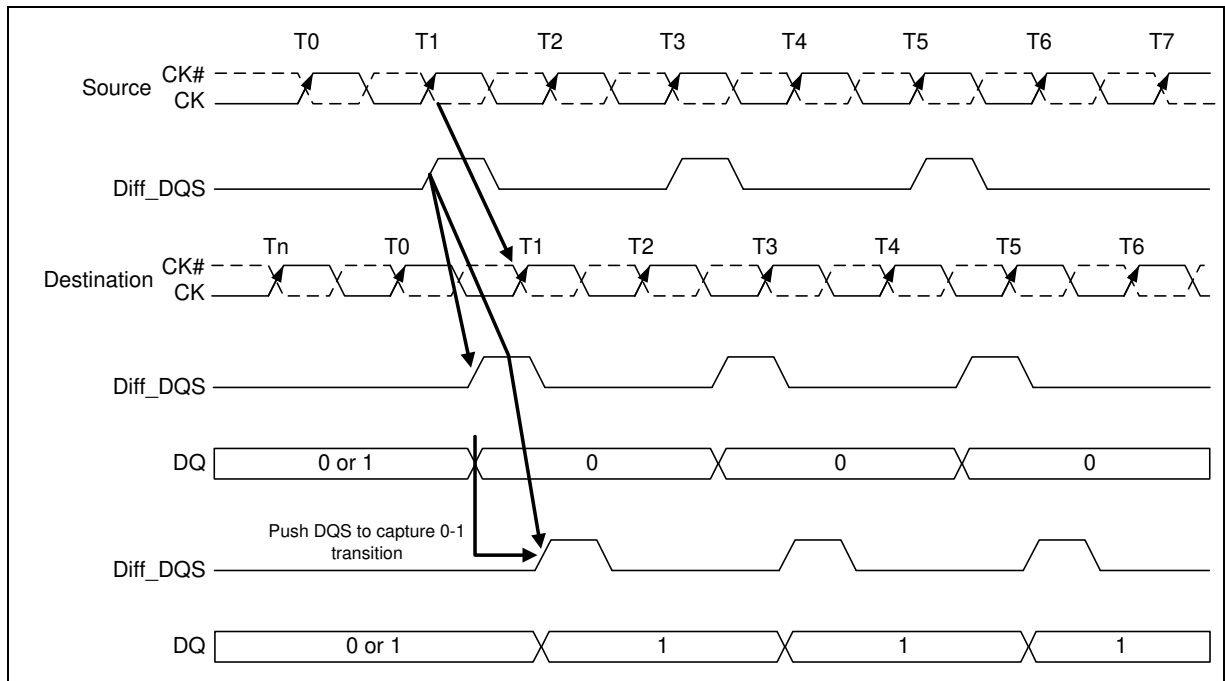 T0 T1 T2 T3 T4 T5 T6 T7
Source CK#
CK
Diff_DQS
Tn T0 T1 T2 T3 T4 T5 T6
Destination CK#
CK
Diff_DQS
DQ 0 or 1 0 0 0
Push DQS to capture 0-1
transition
Diff_DQS
DQ 0 or 1 1 1 1